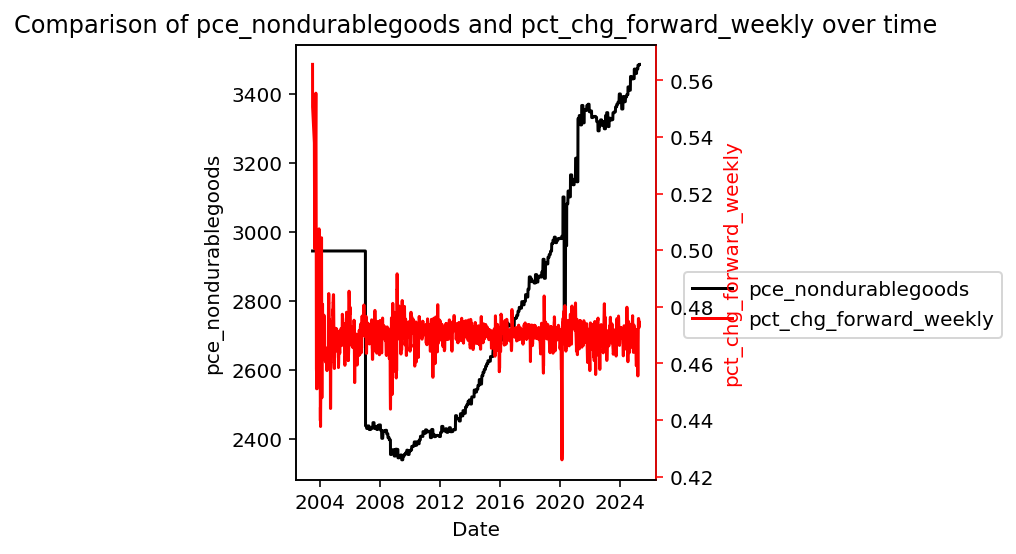 Comparison of pce_nondurablegoods and pct_chg_forward_weekly over time
pce_nondurablegoods
3400
3200
3000
2800
2600
2400
2004 2008 2012 2016 2020 2024
Date
0.56
0.54
0.52
0.50
0.48
0.46
0.44
0.42
pct_chg_forward_weekly
pce_nondurablegoods
pct_chg_forward_weekly